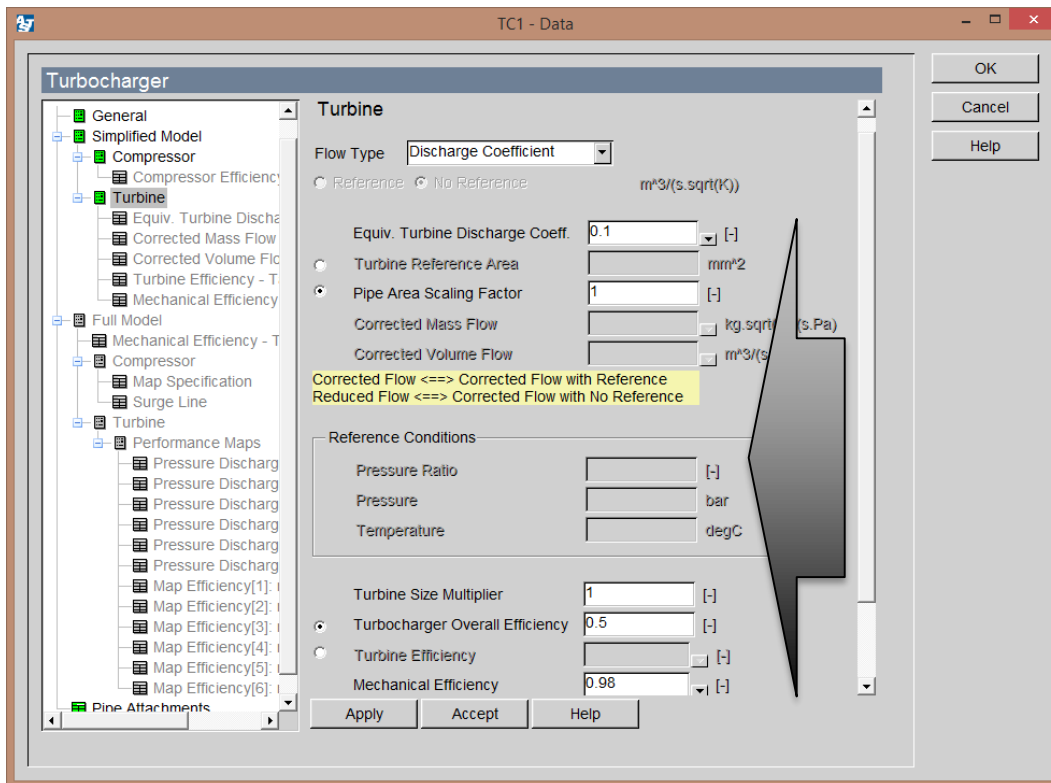 TC1 - Data
Turbocharger
OK
Cancel
Help
General
Simplified Model
Compressor
Compressor Efficienc
Turbine
Equiv. Turbine Discha
Corrected Mass Flow
Corrected Volume Flo
Turbine Efficiency - T
Mechanical Efficiency
Full Model
Mechanical Efficiency - T
Compressor
Map Specification
Surge Line
Turbine
Performance Maps
Pressure Discharg
Pressure Discharg
Pressure Discharg
Pressure Discharg
Pressure Discharg
Pressure Discharg
Map Efficiency[1]:
Map Efficiency[2]:
Map Efficiency[3]:
Map Efficiency[4]:
Map Efficiency[5]:
Map Efficiency[6]:
Pipe Attachments
Turbine
Flow Type Discharge Coefficient
Reference No Reference m^3/(s.sqrt(K))
Equiv. Turbine Discharge Coeff. 0.1 [-]
Turbine Reference Area mm^2
Pipe Area Scaling Factor 1 [-]
Corrected Mass Flow kg.sqrt (s.Pa)
Corrected Volume Flow m^3/(s
Corrected Flow <==> Corrected Flow with Reference
Reduced Flow <==> Corrected Flow with No Reference
Reference Conditions
Pressure Ratio [-]
Pressure bar
Temperature degC
Turbine Size Multiplier 1 [-]
Turbocharger Overall Efficiency 0.5 [-]
Turbine Efficiency [-]
Mechanical Efficiency 0.98 [-]
Apply Accept Help